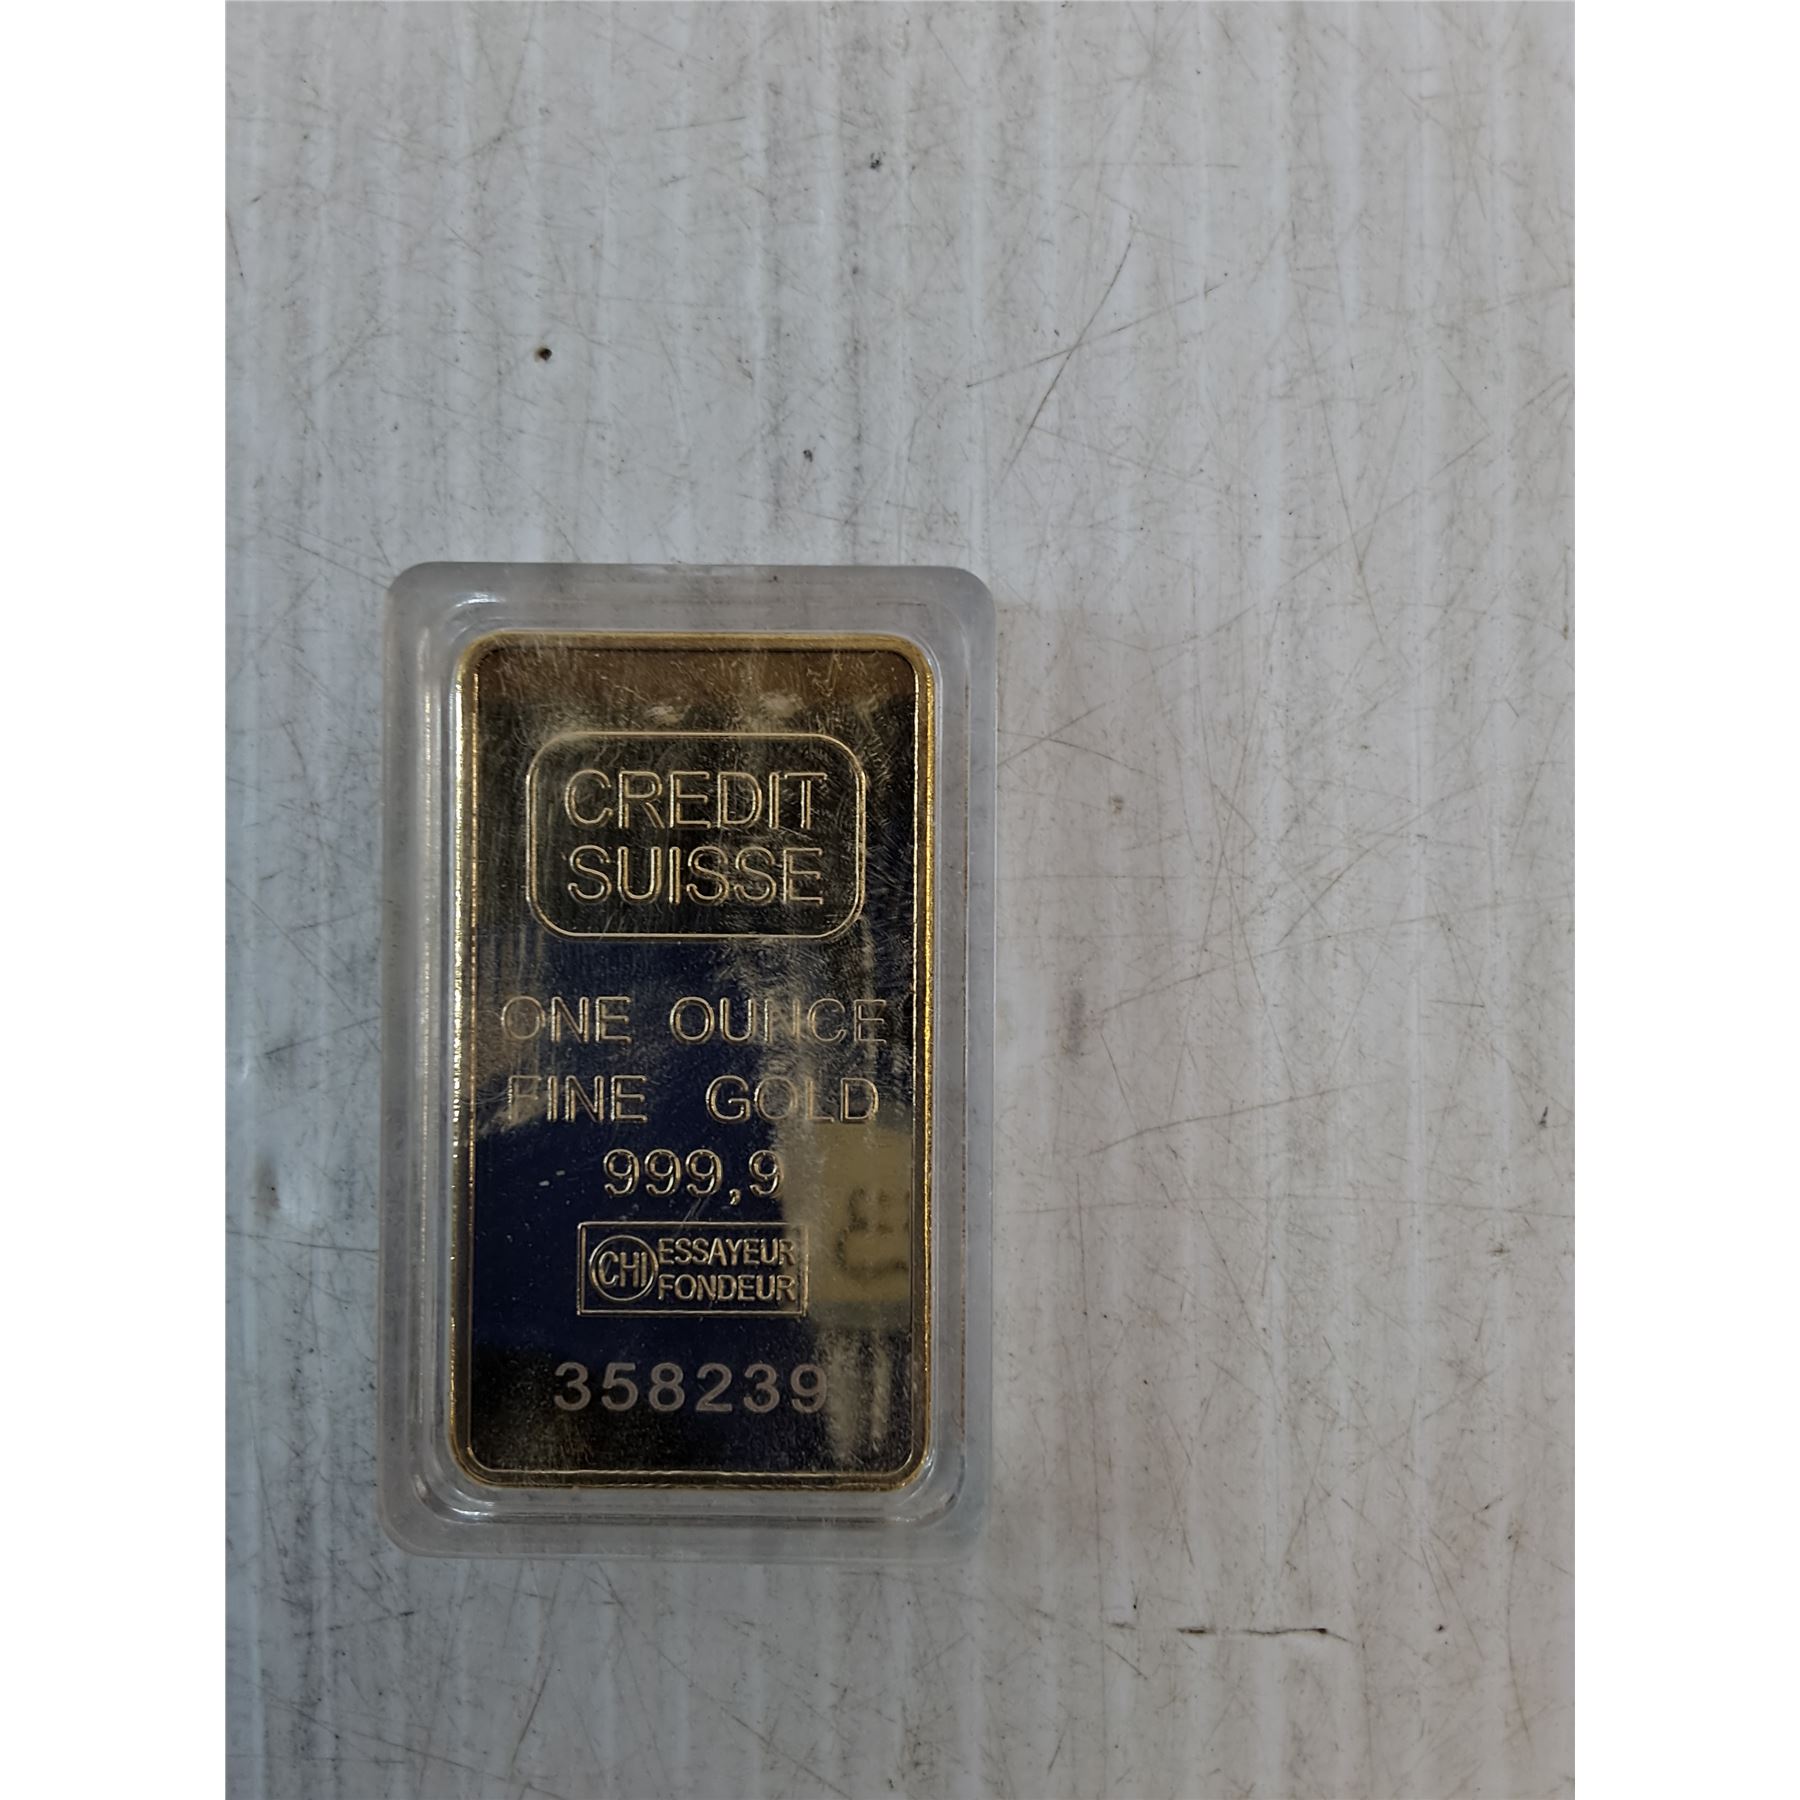 CREDIT
SUISSE
ONE OUNCE
FINE GOLD
999,9
CHI ESSAYEUR
FONDEUR
358239